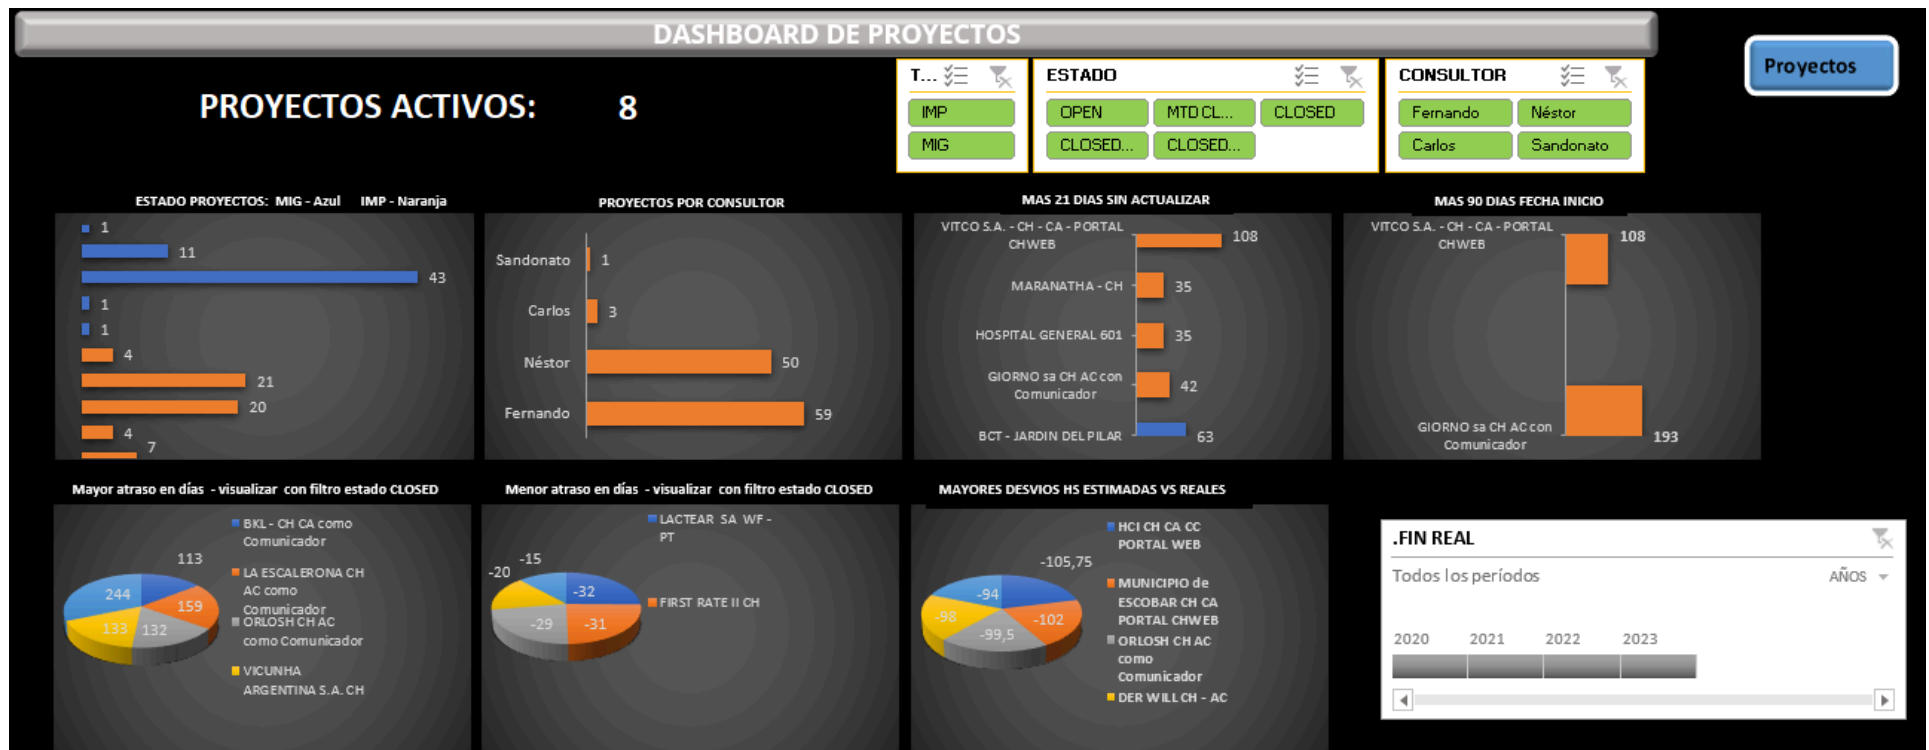 DASHBOARD DE PROYECTOS
Proyectos
PROYECTOS ACTIVOS: 8
T...
IMP
MIG
ESTADO
OPEN
MTD CL...
CLOSED
CLOSED...
CLOSED...
CONSULTOR
Fernando
Néstor
Carlos
Sandonato
ESTADO PROYECTOS: MIG - Azul IMP - Naranja
1
11
43
1
1
4
21
20
4
7
PROYECTOS POR CONSULTOR
Sandonato 1
Carlos 3
Néstor 50
Fernando 59
MAS 21 DIAS SIN ACTUALIZAR
VITCO S.A. - CH - CA - PORTAL
CHWEB
108
MARANATHA - CH 35
HOSPITAL GENERAL 601 35
GIORNO sa CH AC con
Comunicador
42
BCT - JARDIN DEL PILAR 63
MAS 90 DIAS FECHA INICIO
VITCO S.A. - CH - CA - PORTAL
CHWEB
108
GIORNO sa CH AC con
Comunicador
193
Mayor atraso en días - visualizar con filtro estado CLOSED
113
159
132
133
244
BKL - CH CA como
Comunicador
LA ESCALERONA CH
AC como
Comunicador
ORLOSH CH AC
como Comunicador
VICUNHA
ARGENTINA S.A. CH
Menor atraso en días - visualizar con filtro estado CLOSED
-15
-20
-32
-29
-31
LACTEAR SA WF -
PT
FIRST RATE II CH
MAYORES DESVIOS HS ESTIMADAS VS REALES
-105,75
-94
-98
-102
-99,5
HCI CH CA CC
PORTAL WEB
MUNICIPIO de
ESCOBAR CH CA
PORTAL CHWEB
ORLOSH CH AC
como
Comunicador
DER WILL CH - AC
.FIN REAL
Todos los períodos
AÑOS
2020 2021 2022 2023